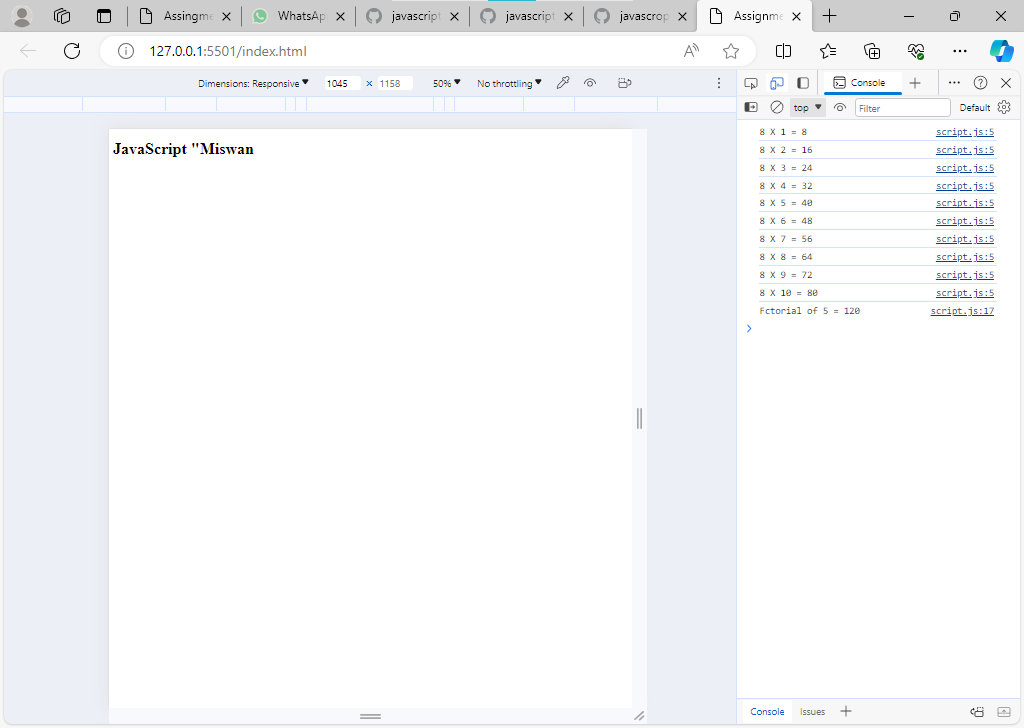 Assingme
WhatsAp
javascript
javascript
javascrop
Assignme
127.0.0.1:5501/index.html
Dimensions: Responsive 1045 × 1158 50% No throttling
Console
top Filter Default
JavaScript "Miswan
8 X 1 = 8 script.js:5
8 X 2 = 16 script.js:5
8 X 3 = 24 script.js:5
8 X 4 = 32 script.js:5
8 X 5 = 40 script.js:5
8 X 6 = 48 script.js:5
8 X 7 = 56 script.js:5
8 X 8 = 64 script.js:5
8 X 9 = 72 script.js:5
8 X 10 = 80 script.js:5
Fctorial of 5 = 120 script.js:17
Console Issues